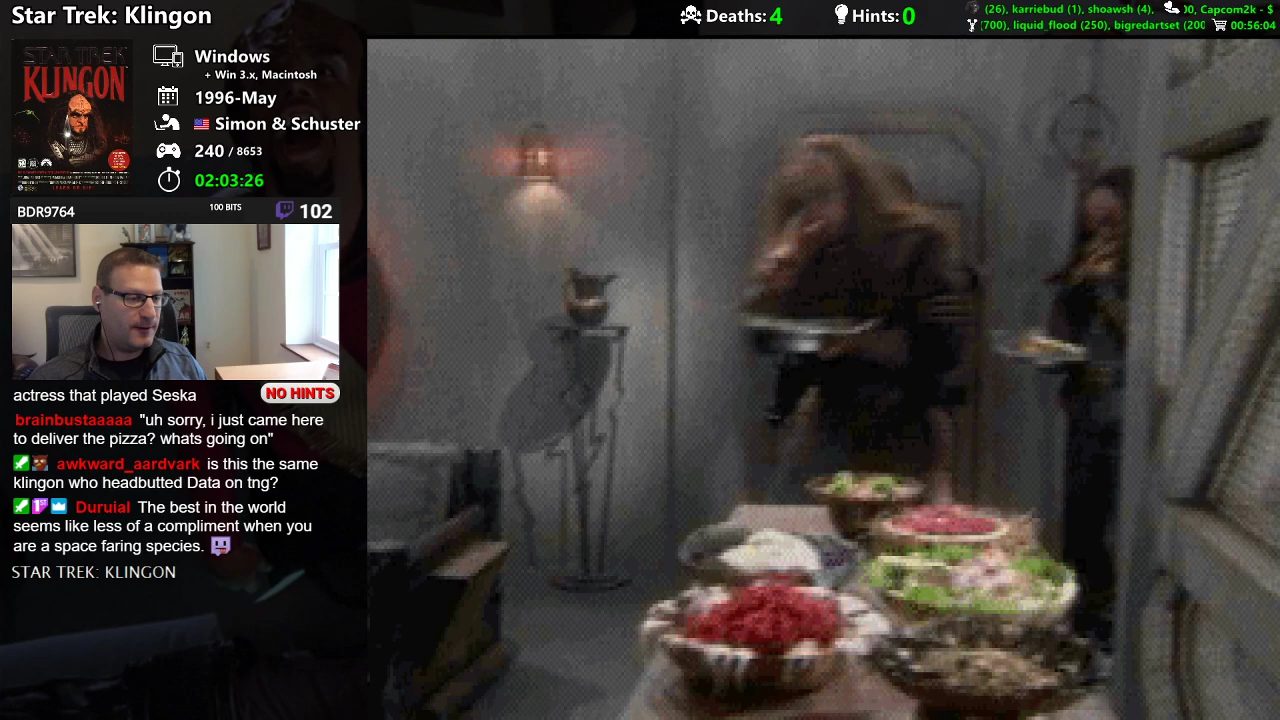 Star Trek: Klingon
Deaths: 4
Hints: 0
(26), karriebud (1), shoawsh (4),
00, Capcom2k - $
(700), liquid_flood (250), bigredartset (200
00:56:04
STAR TREK
KLINGON
Windows
+ Win 3.x, Macintosh
1996-May
Simon & Schuster
240 / 8653
02:03:26
BDR9764
100 BITS
102
actress that played Seska
NO HINTS
brainbustaaaaa "uh sorry, i just came here
to deliver the pizza? whats going on"
awkward_aardvark is this the same
klingon who headbutted Data on tng?
Duruial The best in the world
seems like less of a compliment when you
are a space faring species.
STAR TREK: KLINGON